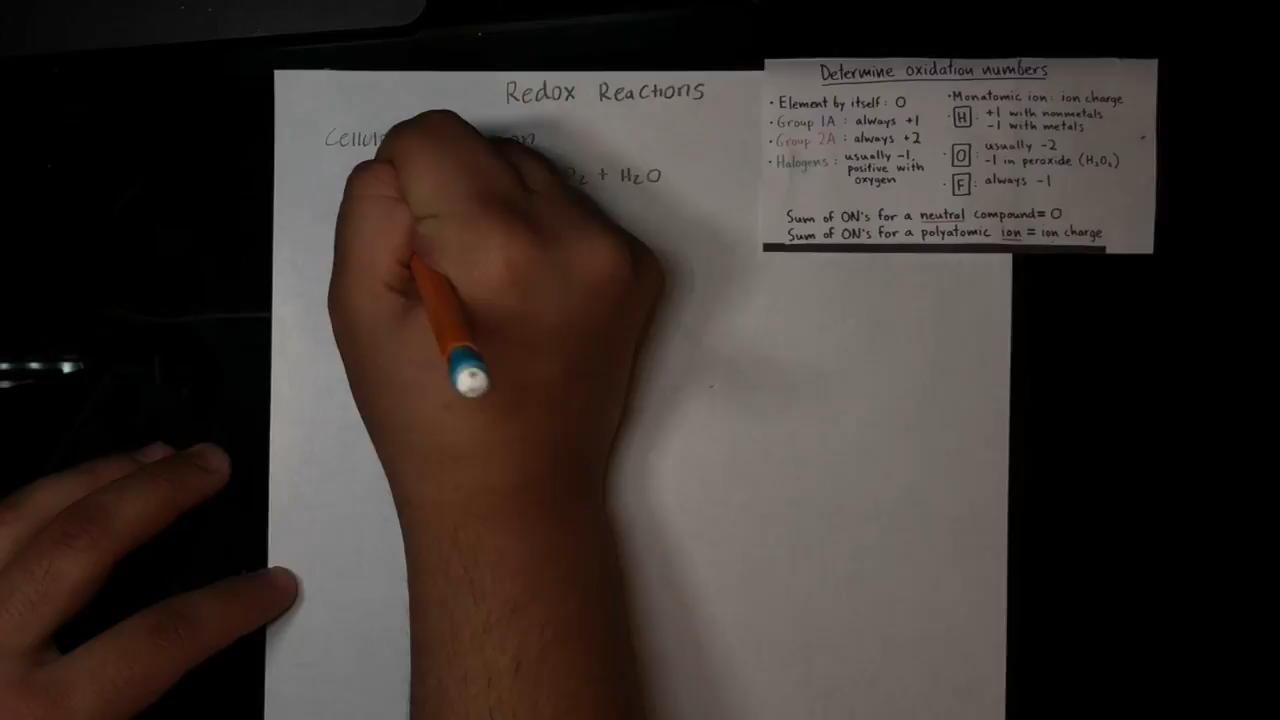 Redox Reactions
2 + H₂O
Determine oxidation numbers
• Element by itself: 0
• Group 1A: always +1
• Group 2A: always +2
• Halogens: usually -1,
positive with
oxygen
• Monatomic ion: ion charge
• H: +1 with nonmetals
-1 with metals
• O: usually -2
-1 in peroxide (H₂O₂)
• F: always -1
Sum of ON's for a neutral compound = 0
Sum of ON's for a polyatomic ion = ion charge